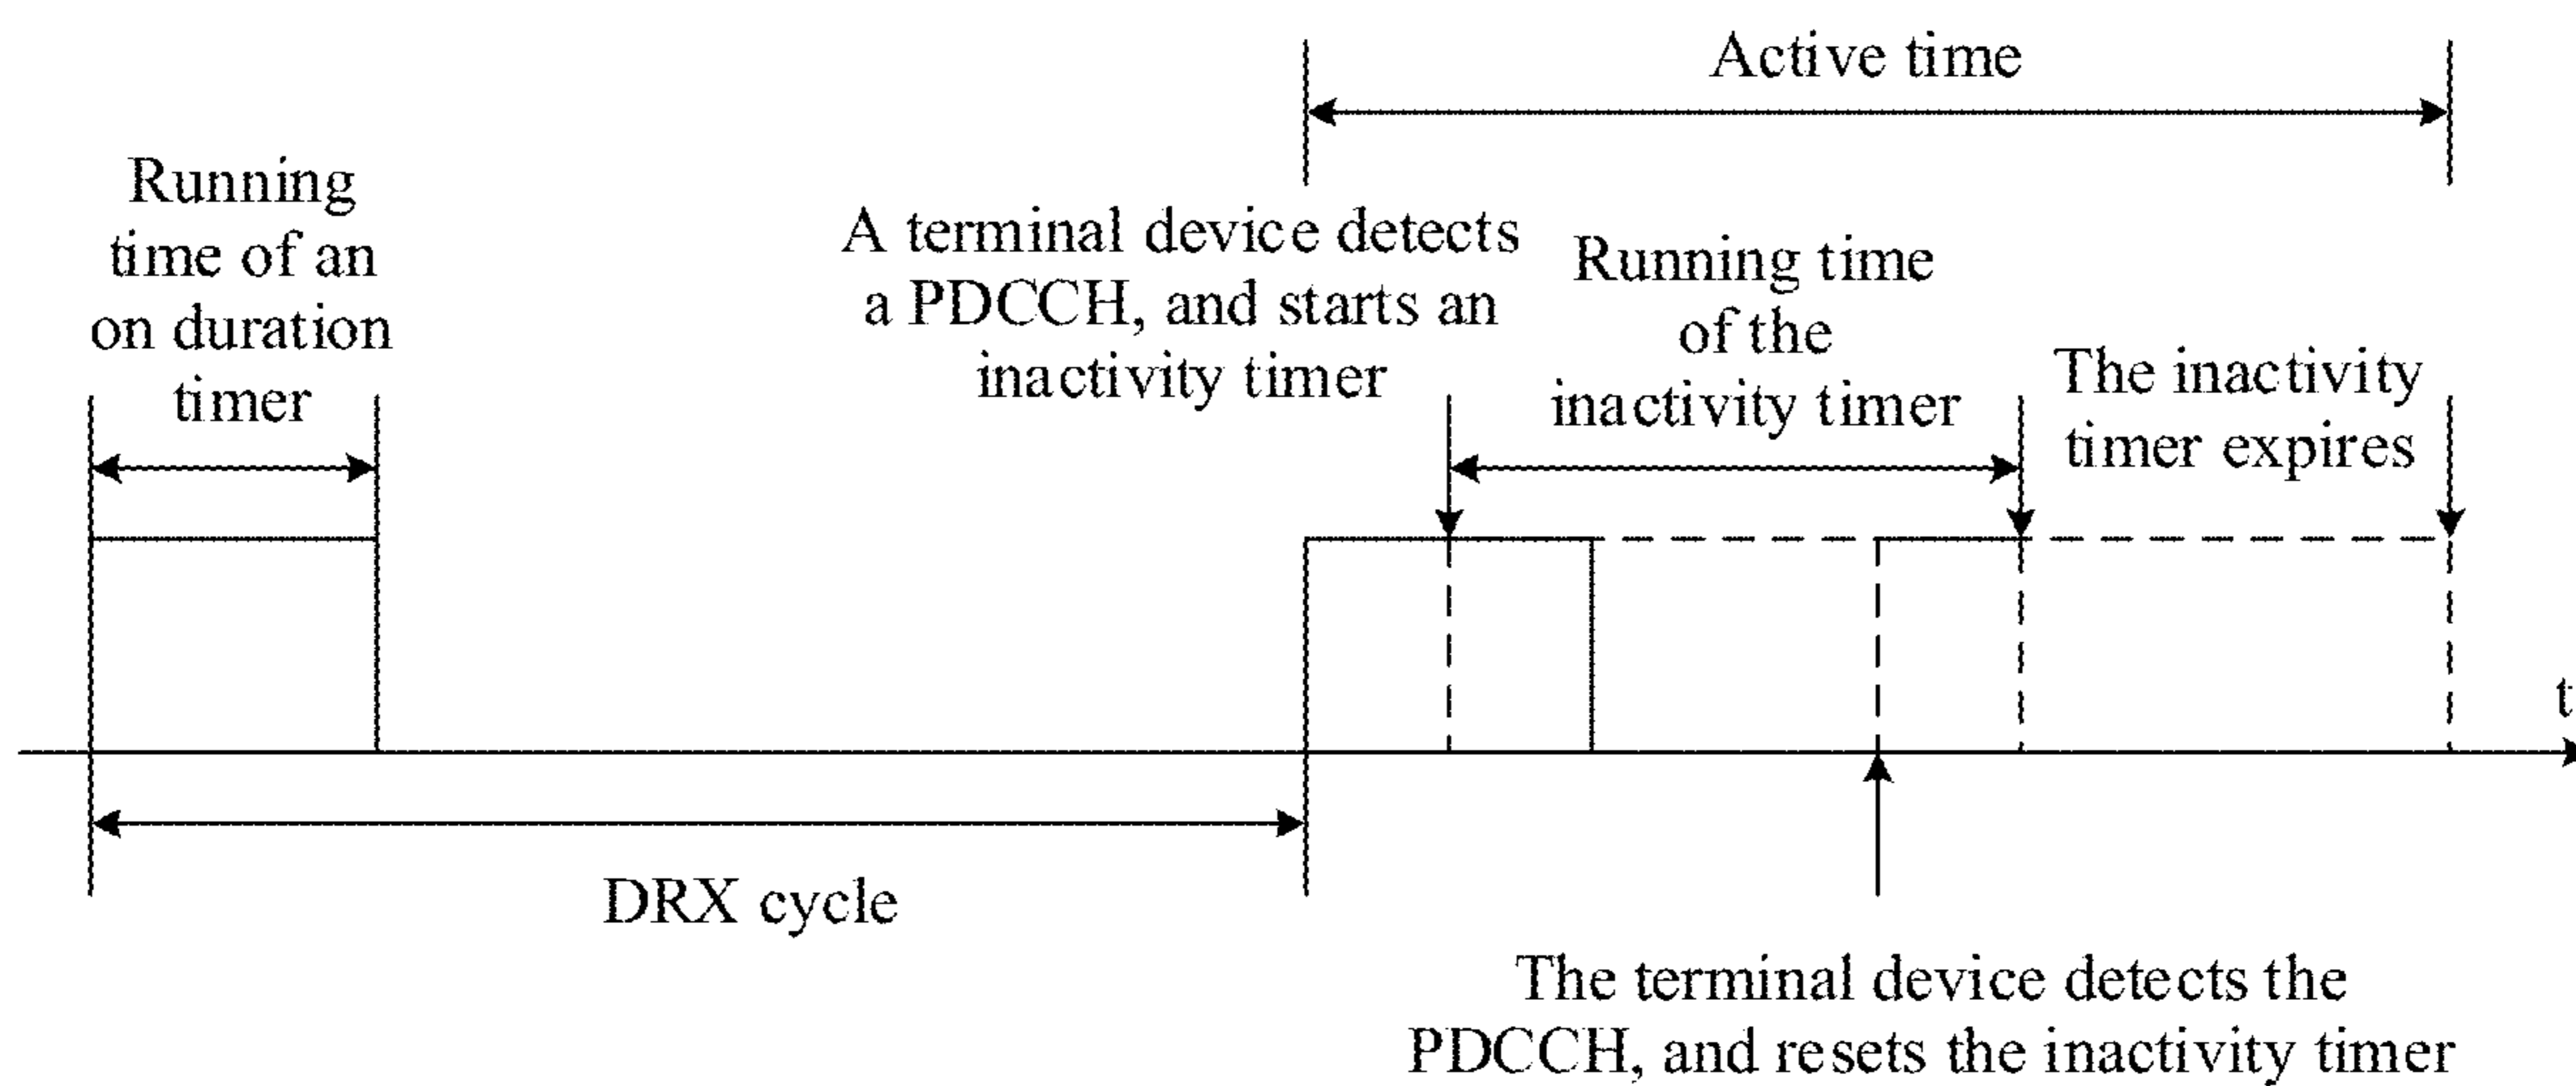 Active time
Running
time of an
on duration
timer
A terminal device detects
a PDCCH, and starts an
inactivity timer
Running time
of the
inactivity timer
The inactivity
timer expires
t
DRX cycle
The terminal device detects the
PDCCH, and resets the inactivity timer